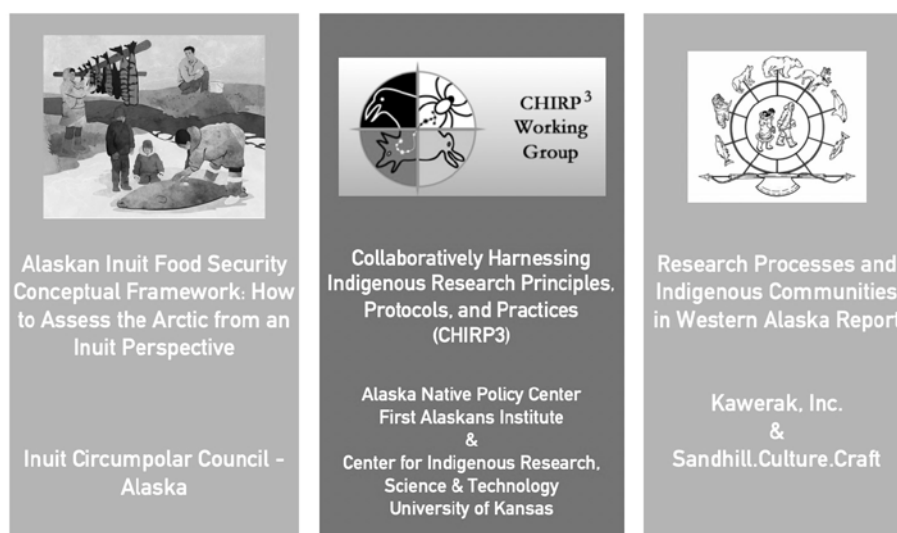 Alaskan Inuit Food Security
Conceptual Framework: How
to Assess the Arctic from an
Inuit Perspective
Inuit Circumpolar Council -
Alaska
CHIRP3
Working
Group
Collaboratively Harnessing
Indigenous Research Principles,
Protocols, and Practices
(CHIRP3)
Alaska Native Policy Center
First Alaskans Institute
&
Center for Indigenous Research,
Science & Technology
University of Kansas
Research Processes and
Indigenous Communities
in Western Alaska Report
Kawerak, Inc.
&
Sandhill.Culture.Craft